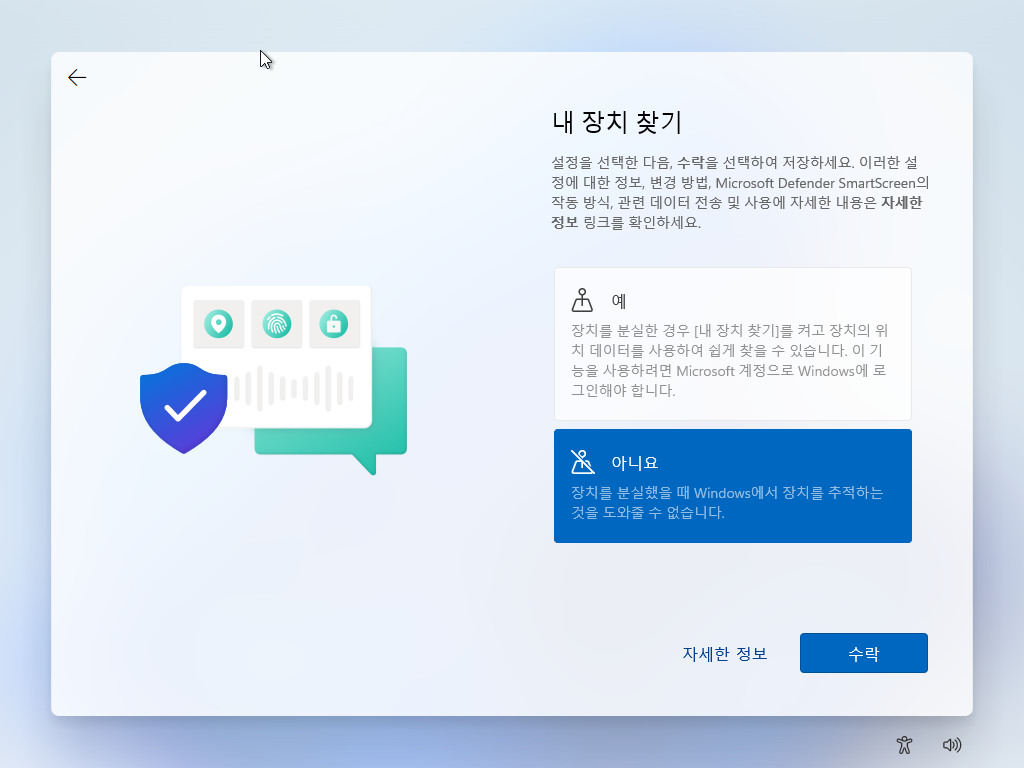 내 장치 찾기
설정을 선택한 다음, 수락을 선택하여 저장하세요. 이러한 설
정에 대한 정보, 변경 방법, Microsoft Defender SmartScreen의
작동 방식, 관련 데이터 전송 및 사용에 자세한 내용은 자세한
정보 링크를 확인하세요.
예
장치를 분실한 경우 [내 장치 찾기]를 켜고 장치의 위
치 데이터를 사용하여 쉽게 찾을 수 있습니다. 이 기
능을 사용하려면 Microsoft 계정으로 Windows에 로
그인해야 합니다.
아니요
장치를 분실했을 때 Windows에서 장치를 추적하는
것을 도와줄 수 없습니다.
자세한 정보
수락